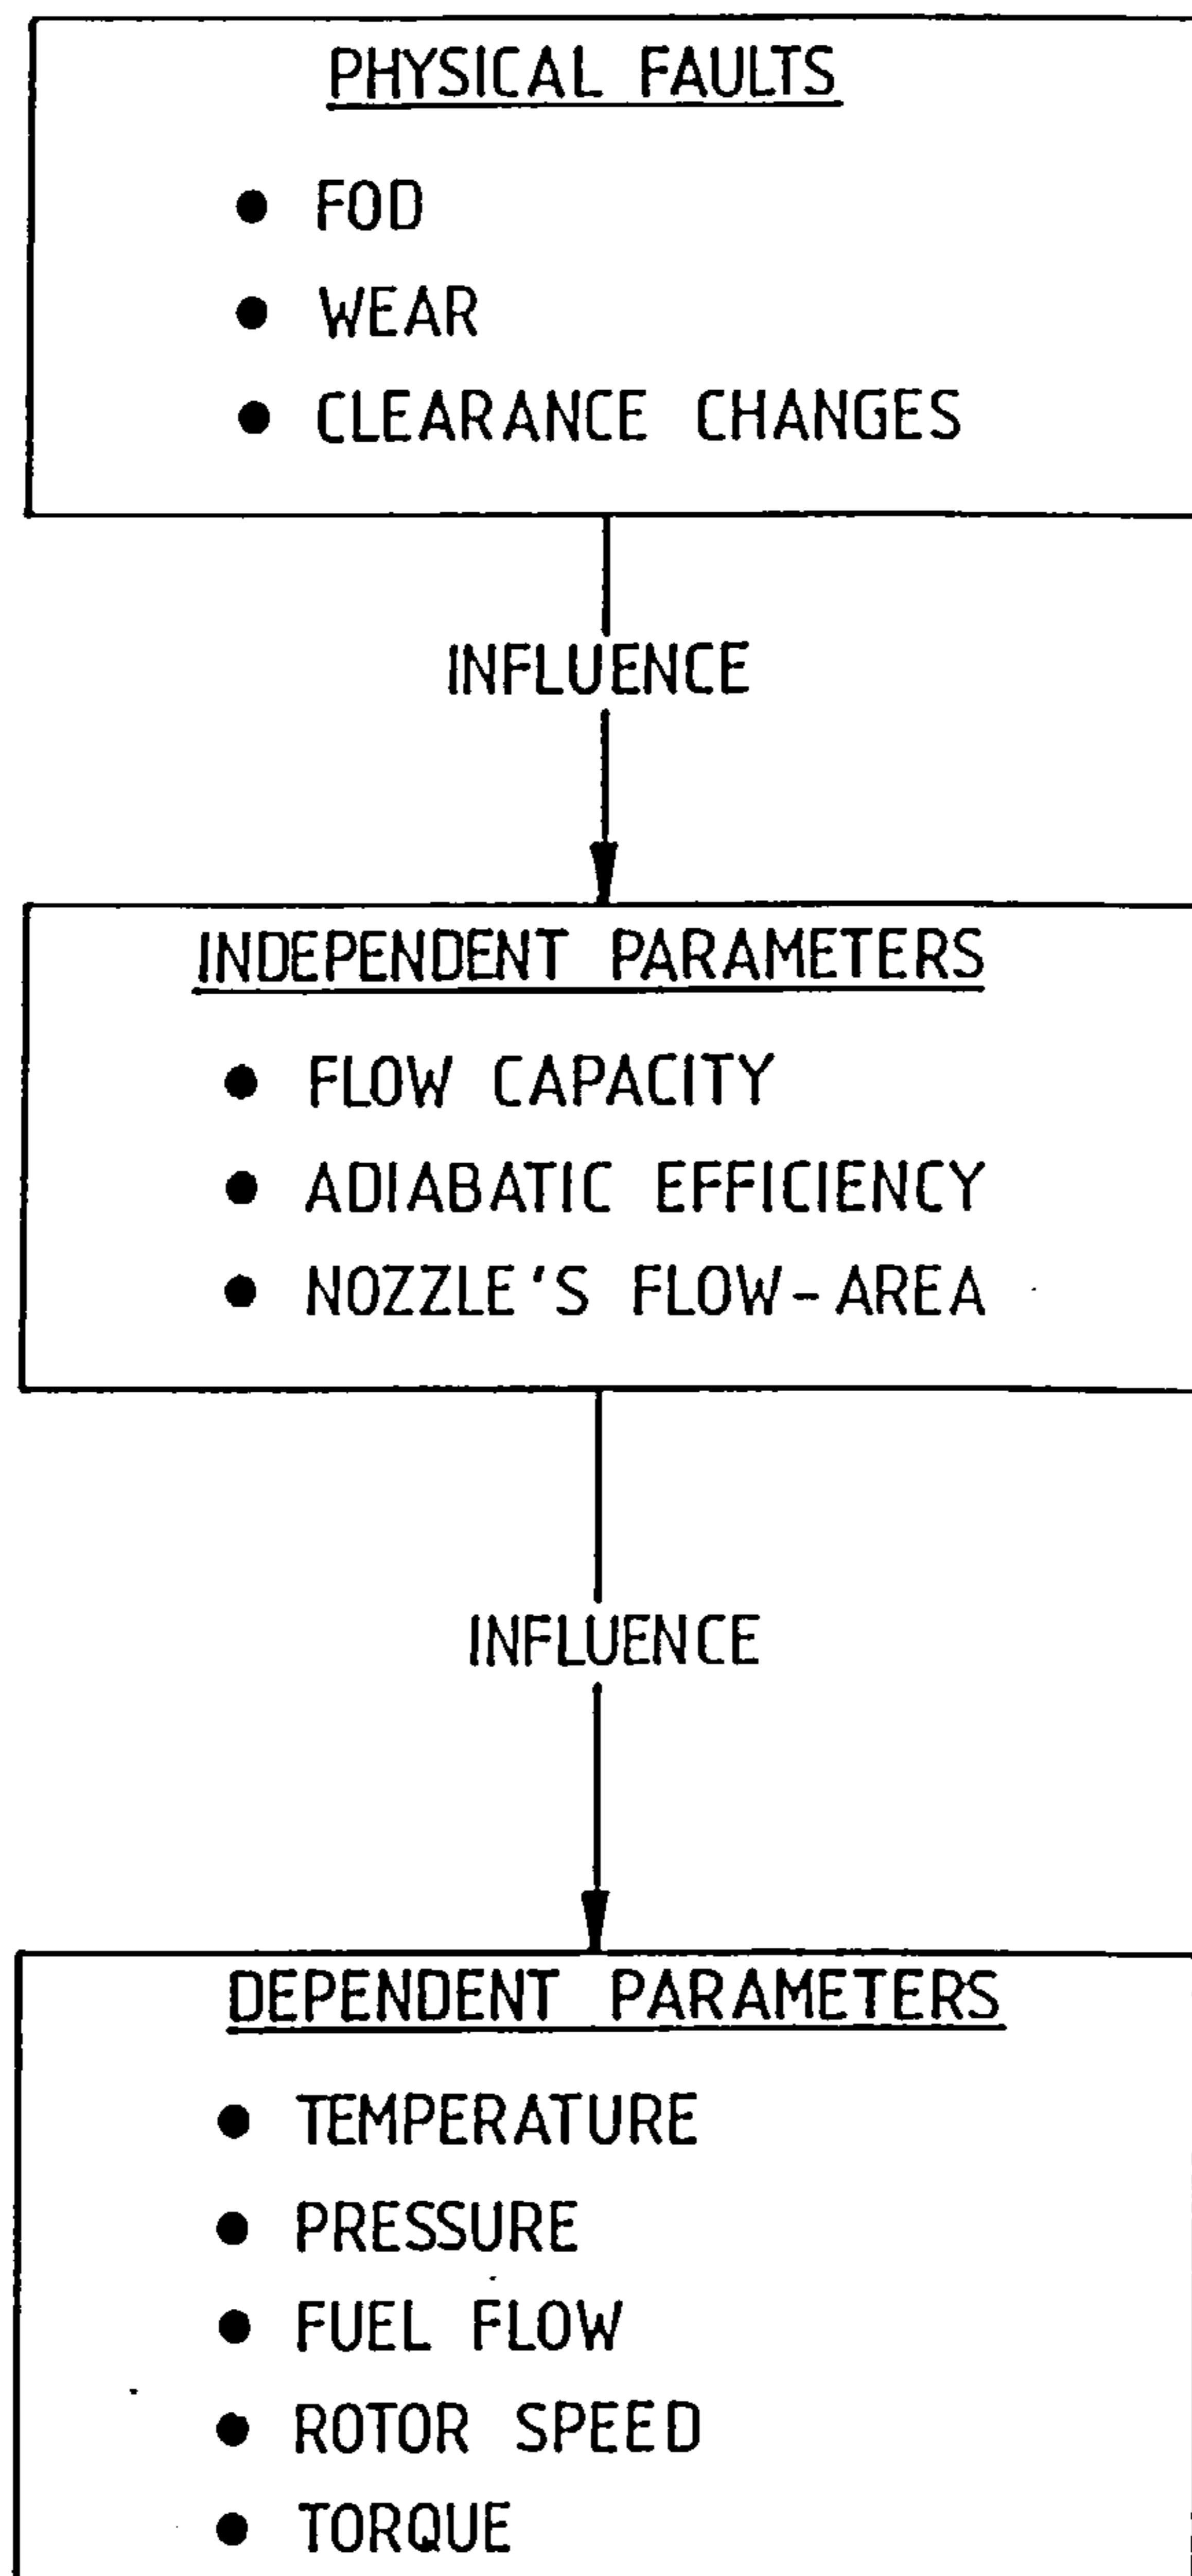 PHYSICAL FAULTS
● FOD
● WEAR
● CLEARANCE CHANGES
INFLUENCE
INDEPENDENT PARAMETERS
● FLOW CAPACITY
● ADIABATIC EFFICIENCY
● NOZZLE'S FLOW-AREA
INFLUENCE
DEPENDENT PARAMETERS
● TEMPERATURE
● PRESSURE
● FUEL FLOW
● ROTOR SPEED
● TORQUE